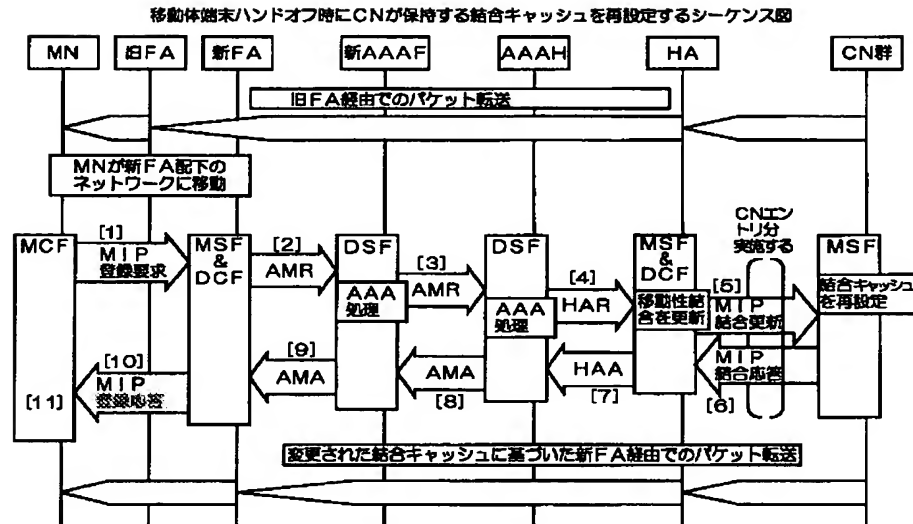 移動体端末ハンドオフ時にCNが保持する結合キャッシュを再設定するシーケンス図
MN
旧FA
新FA
新AAAF
AAAH
HA
CN群
旧FA経由でのパケット転送
MNが新FA配下の
ネットワークに移動
MCF
[1]
MIP
登録要求
MSF
&
DCF
[2]
AMR
DSF
AAA
処理
[3]
AMR
DSF
AAA
処理
[4]
HAR
MSF
&
DCF
移動性結
合を更新
CNエン
トリ分
実施する
[5]
MIP
結合更新
MSF
結合キャッシュ
を再設定
MIP
結合応答
[6]
HAA
[7]
AMA
[8]
[9]
AMA
[10]
MIP
登録応答
[11]
変更された結合キャッシュに基づいた新FA経由でのパケット転送